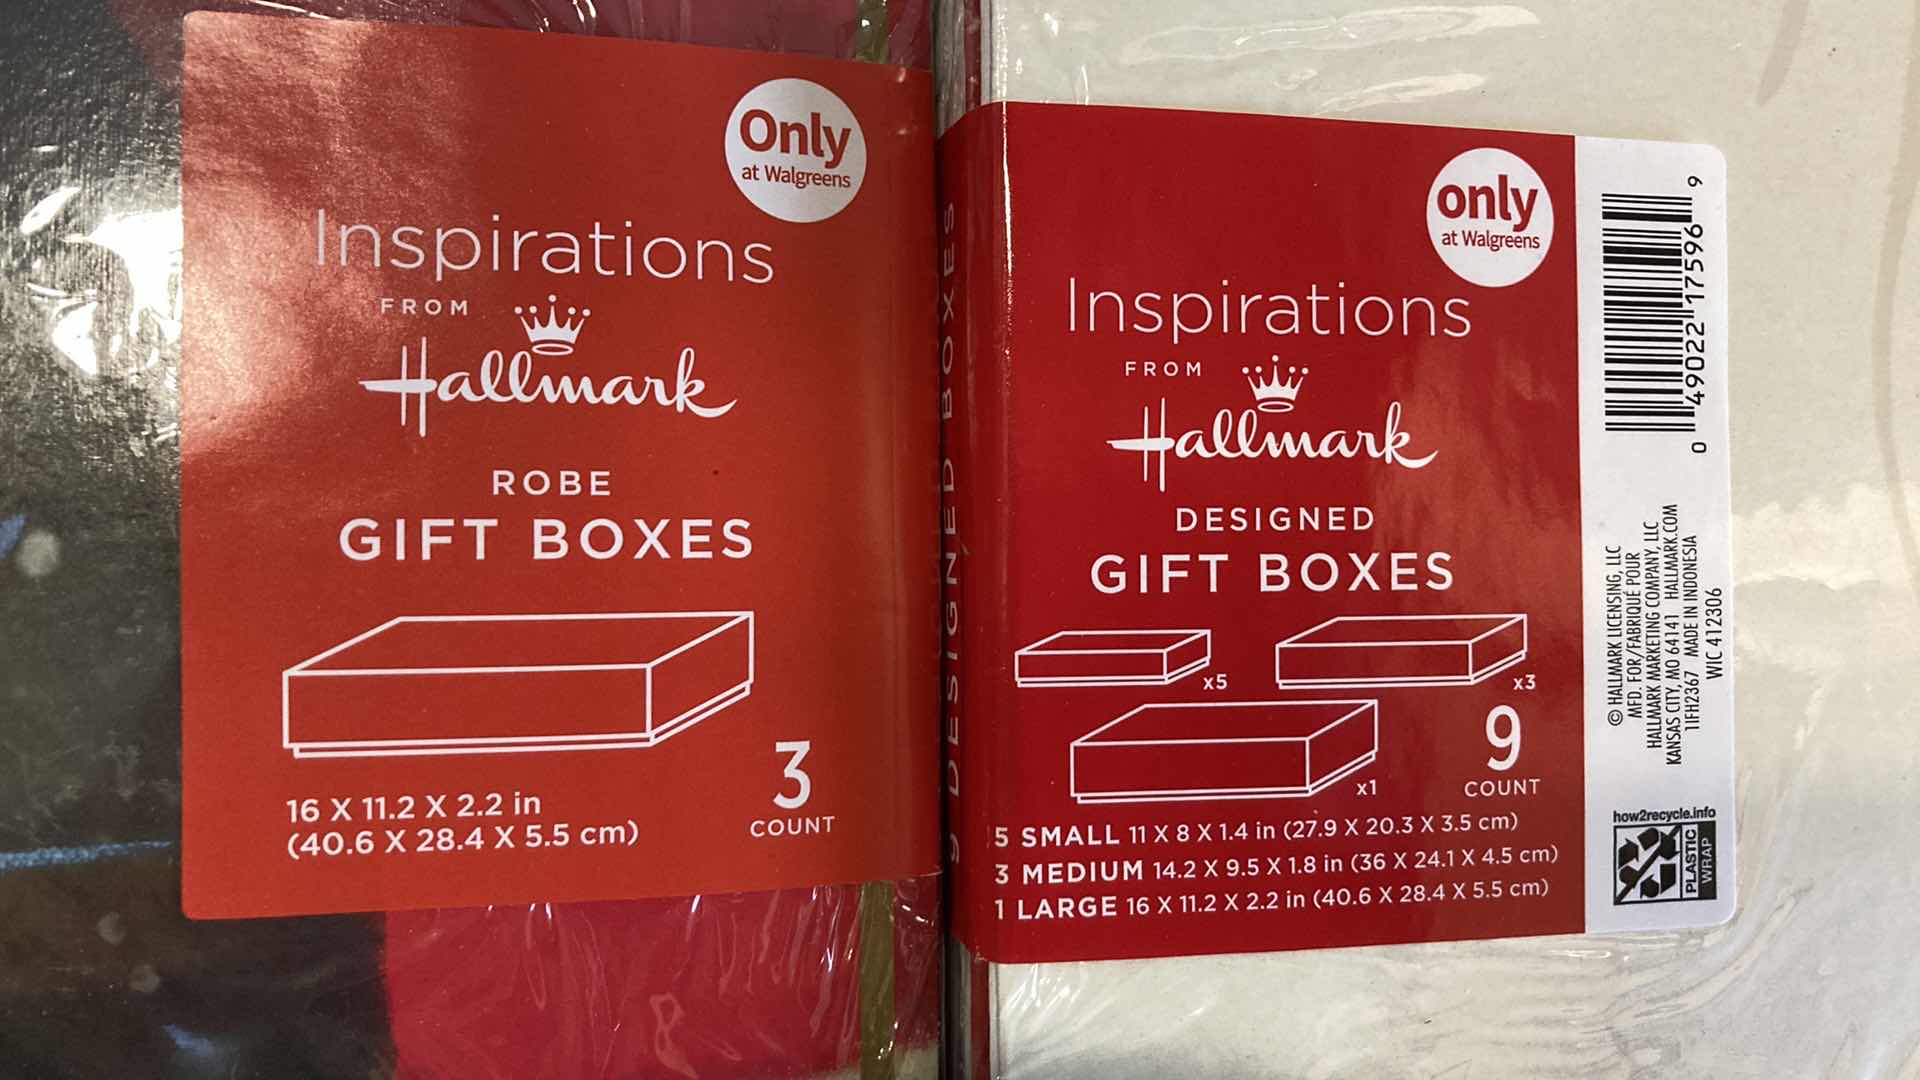 Only
at Walgreens
Inspirations
FROM
Hallmark
ROBE
GIFT BOXES
16 X 11.2 X 2.2 in
(40.6 X 28.4 X 5.5 cm)
3
COUNT
9 DESIGNED BOXES
only
at Walgreens
Inspirations
FROM
Hallmark
DESIGNED
GIFT BOXES
x5
x3
x1
9
COUNT
5 SMALL 11 X 8 X 1.4 in (27.9 X 20.3 X 3.5 cm)
3 MEDIUM 14.2 X 9.5 X 1.8 in (36 X 24.1 X 4.5 cm)
1 LARGE 16 X 11.2 X 2.2 in (40.6 X 28.4 X 5.5 cm)
0 49022 17596 9
© HALLMARK LICENSING, LLC
MFD. FOR/FABRIQUÉ POUR
HALLMARK MARKETING COMPANY, LLC
KANSAS CITY, MO 64141 HALLMARK.COM
1IFH2367 MADE IN INDONESIA
WIC 412306
how2recycle.info
PLASTIC
WRAP